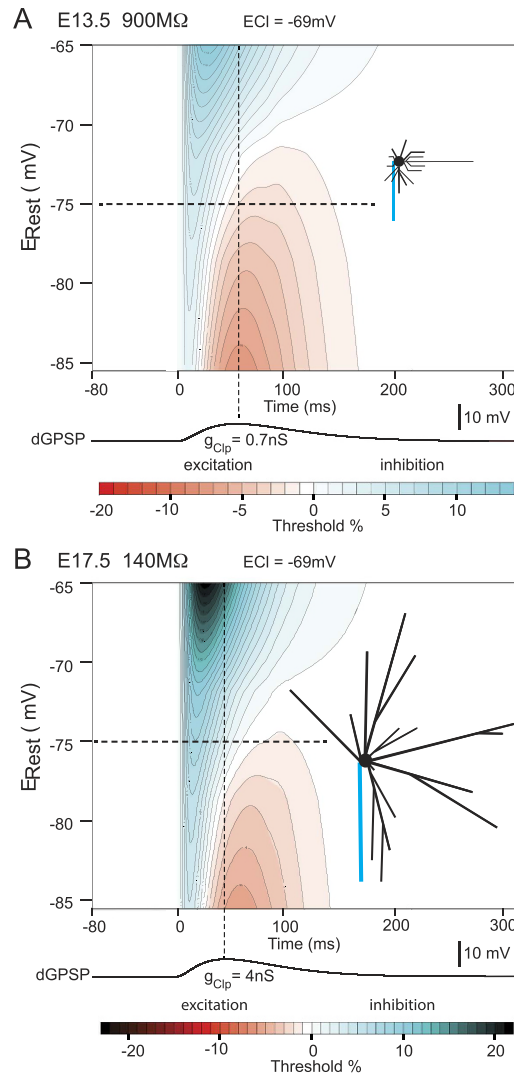 A E13.5 900MΩ ECl = -69mV
-65
-70
-75
-80
-85
ERest ( mV)
-80 0 100 200 300
Time (ms)
10 mV
dGPSP
gClp= 0.7nS
excitation inhibition
-20 -10 -5 0 5 10
Threshold %
B E17.5 140MΩ ECl = -69mV
-65
-70
-75
-80
-85
ERest ( mV)
-80 0 100 200 300
Time (ms)
10 mV
dGPSP
gClp= 4nS
excitation inhibition
-20 -10 0 10 20
Threshold %